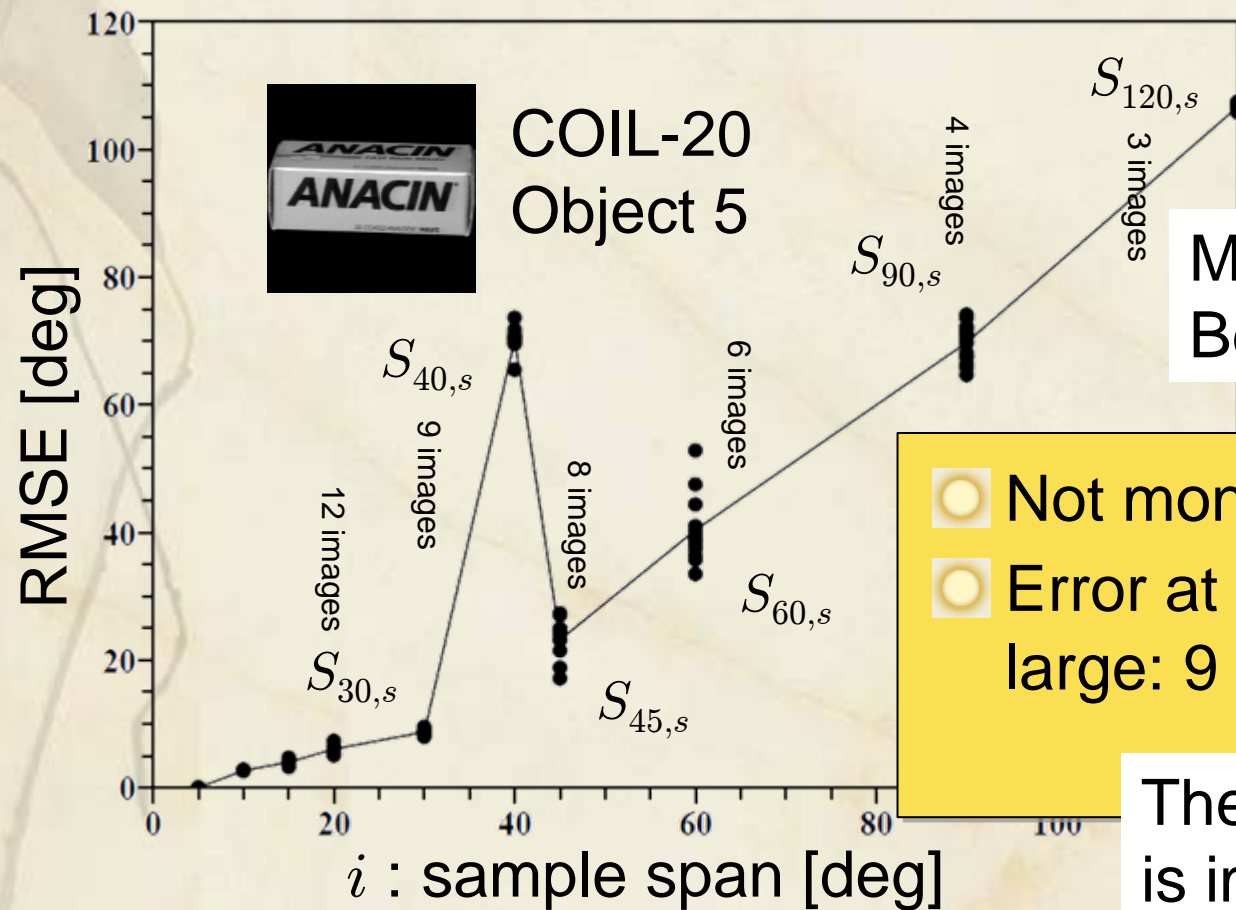 120
100
80
60
40
20
0
RMSE [deg]
ANACIN
ANACIN
COIL-20
Object 5
S120,s
4 images
3 images
S90,s
S40,s
6 images
9 images
8 images
12 images
S60,s
S30,s
S45,s
Not mon
Error at
large: 9
The
is in
0 20 40 60 80 100
i : sample span [deg]